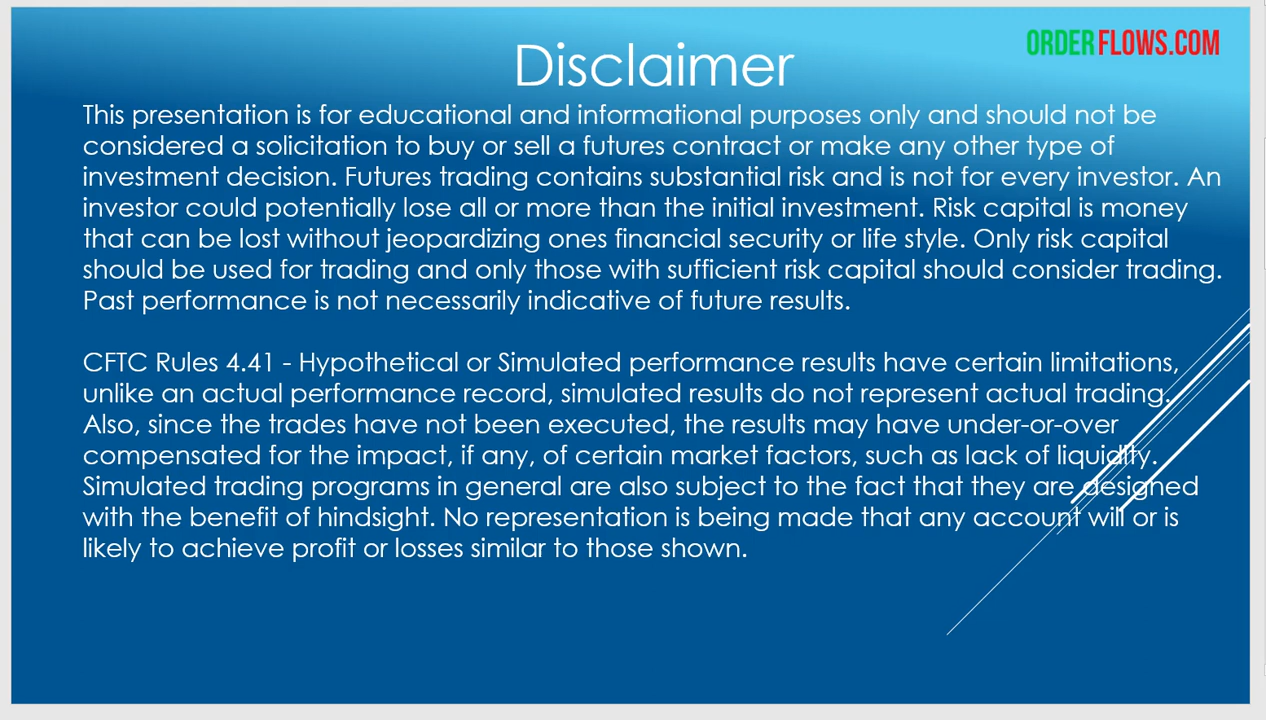 ORDERFLOWS.COM
Disclaimer
This presentation is for educational and informational purposes only and should not be
considered a solicitation to buy or sell a futures contract or make any other type of
investment decision. Futures trading contains substantial risk and is not for every investor. An
investor could potentially lose all or more than the initial investment. Risk capital is money
that can be lost without jeopardizing ones financial security or life style. Only risk capital
should be used for trading and only those with sufficient risk capital should consider trading.
Past performance is not necessarily indicative of future results.
CFTC Rules 4.41 - Hypothetical or Simulated performance results have certain limitations,
unlike an actual performance record, simulated results do not represent actual trading.
Also, since the trades have not been executed, the results may have under-or-over
compensated for the impact, if any, of certain market factors, such as lack of liquidity.
Simulated trading programs in general are also subject to the fact that they are designed
with the benefit of hindsight. No representation is being made that any account will or is
likely to achieve profit or losses similar to those shown.